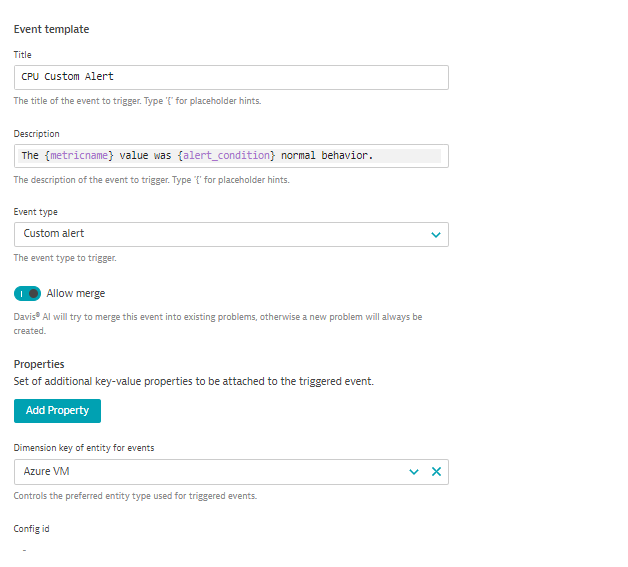 Event template
Title
CPU Custom Alert
The title of the event to trigger. Type '{' for placeholder hints.
Description
The {metricname} value was {alert_condition} normal behavior.
The description of the event to trigger. Type '{' for placeholder hints.
Event type
Custom alert
The event type to trigger.
Allow merge
Davis® AI will try to merge this event into existing problems, otherwise a new problem will always be
created.
Properties
Set of additional key-value properties to be attached to the triggered event.
Add Property
Dimension key of entity for events
Azure VM
Controls the preferred entity type used for triggered events.
Config id
-